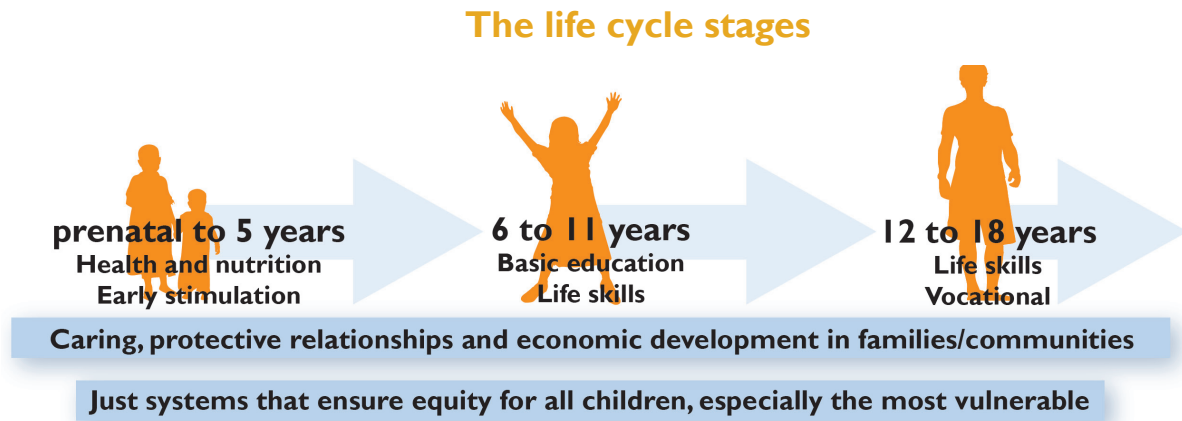 The life cycle stages
prenatal to 5 years
Health and nutrition
Early stimulation
6 to 11 years
Basic education
Life skills
12 to 18 years
Life skills
Vocational
Caring, protective relationships and economic development in families/communities
Just systems that ensure equity for all children, especially the most vulnerable